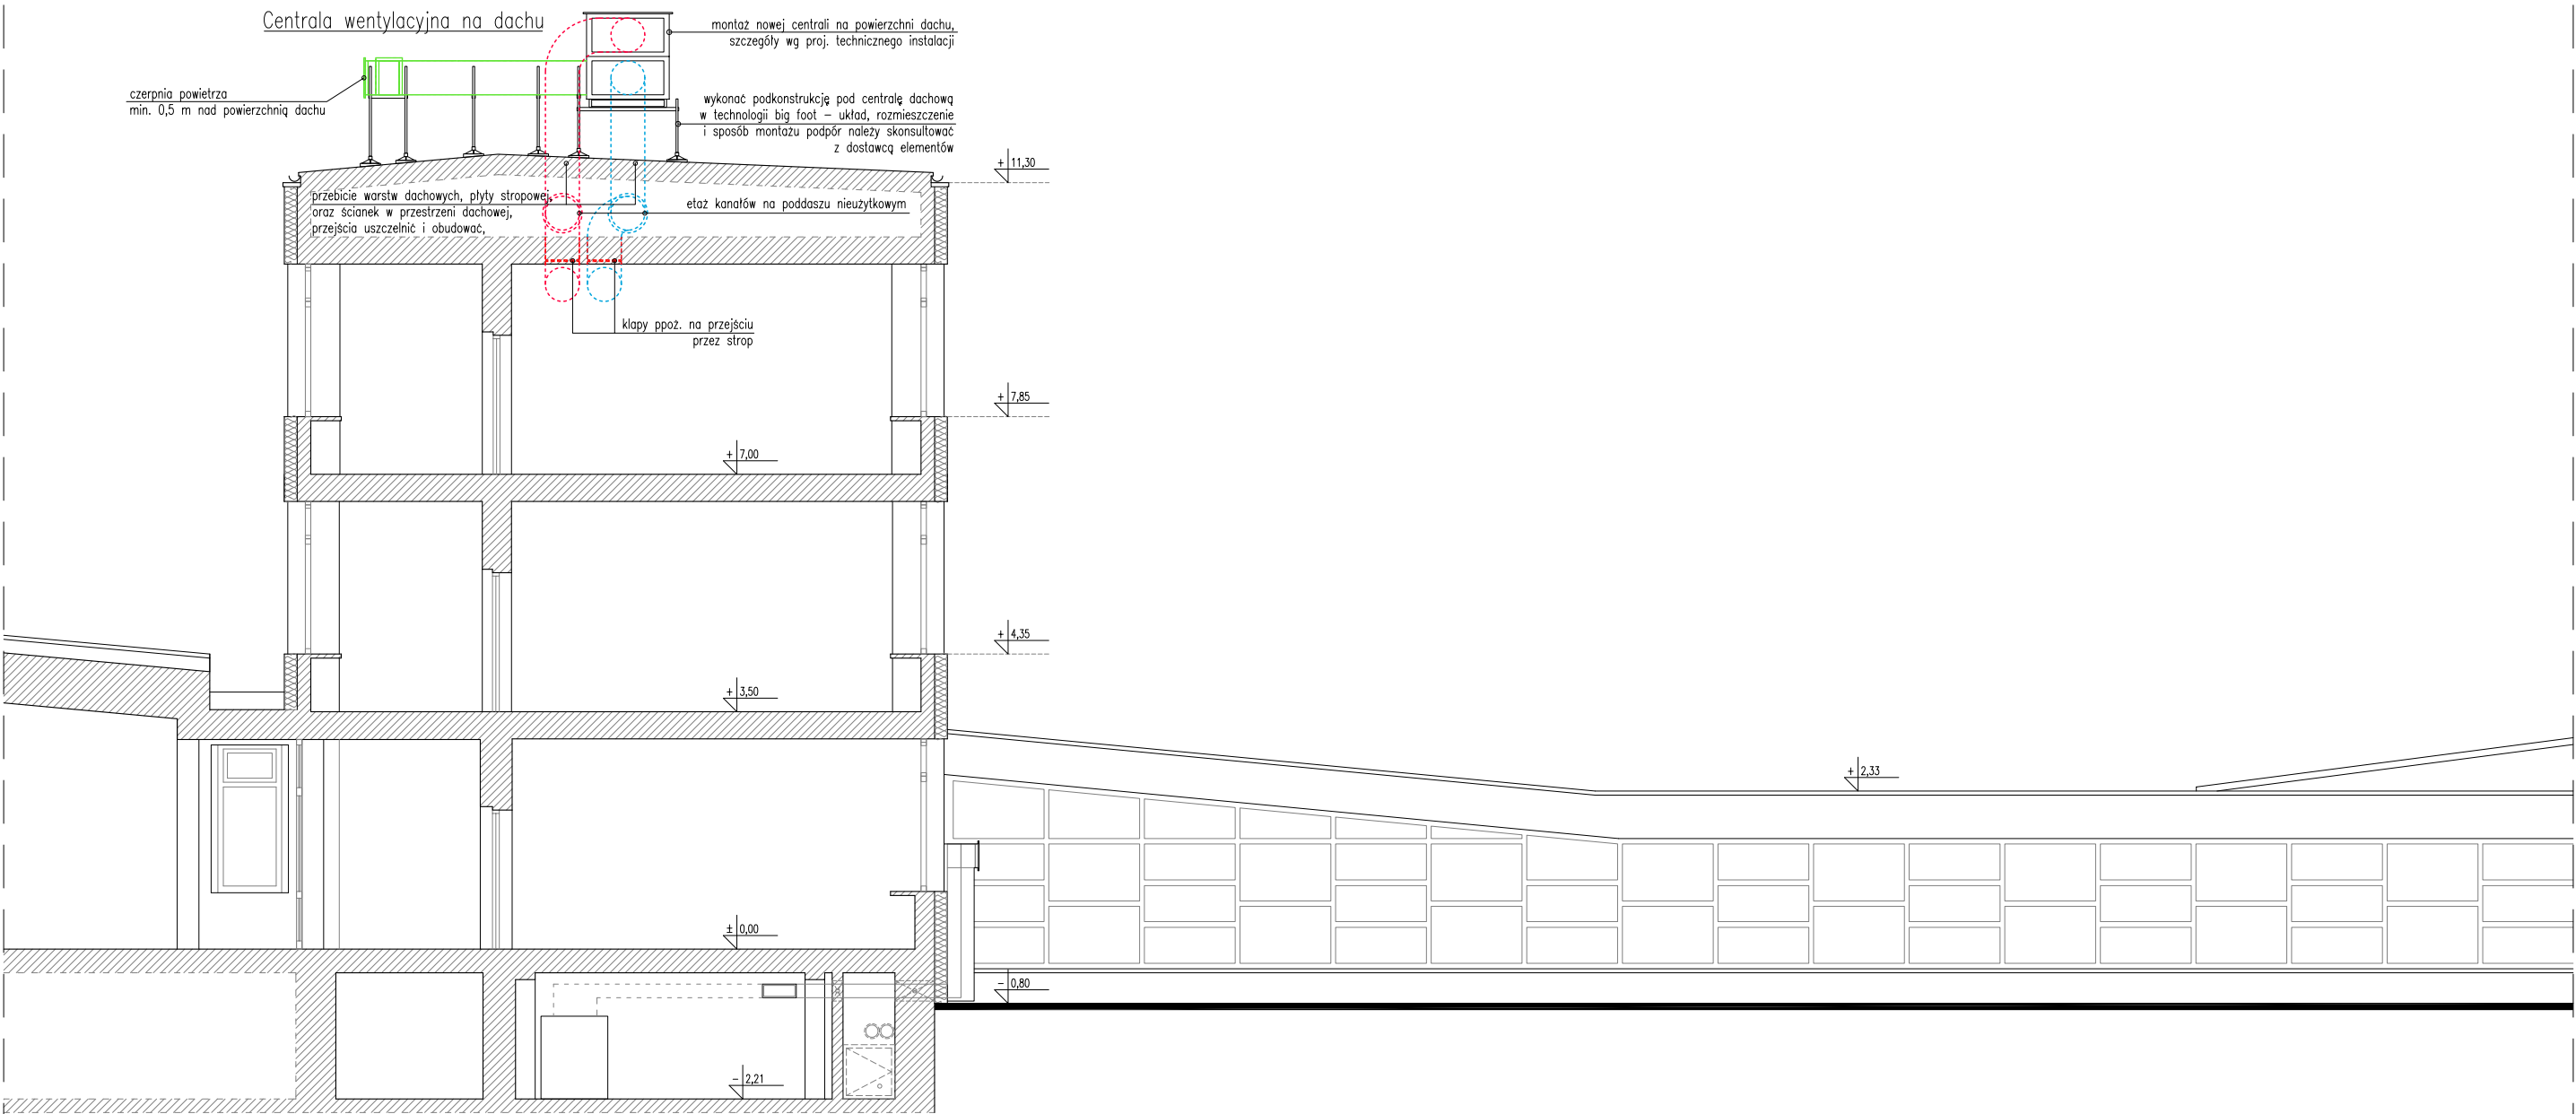 Centrala wentylacyjna na dachu
montaż nowej centrali na powierzchni dachu,
szczegóły wg proj. technicznego instalacji
czerpnia powietrza
min. 0,5 m nad powierzchnią dachu
wykonać podkonstrukcję pod centralę dachową
w technologii big foot – układ, rozmieszczenie
i sposób montażu podpór należy skonsultować
z dostawcą elementów
+ 11,30
przebicie warstw dachowych, płyty stropowej,
oraz ścianek w przestrzeni dachowej,
przejścia uszczelnić i obudować,
etaż kanałów na poddaszu nieużytkowym
klapy ppoż. na przejściu
przez strop
+ 7,85
+ 7,00
+ 4,35
+ 3,50
+ 2,33
± 0,00
- 0,80
- 2,21